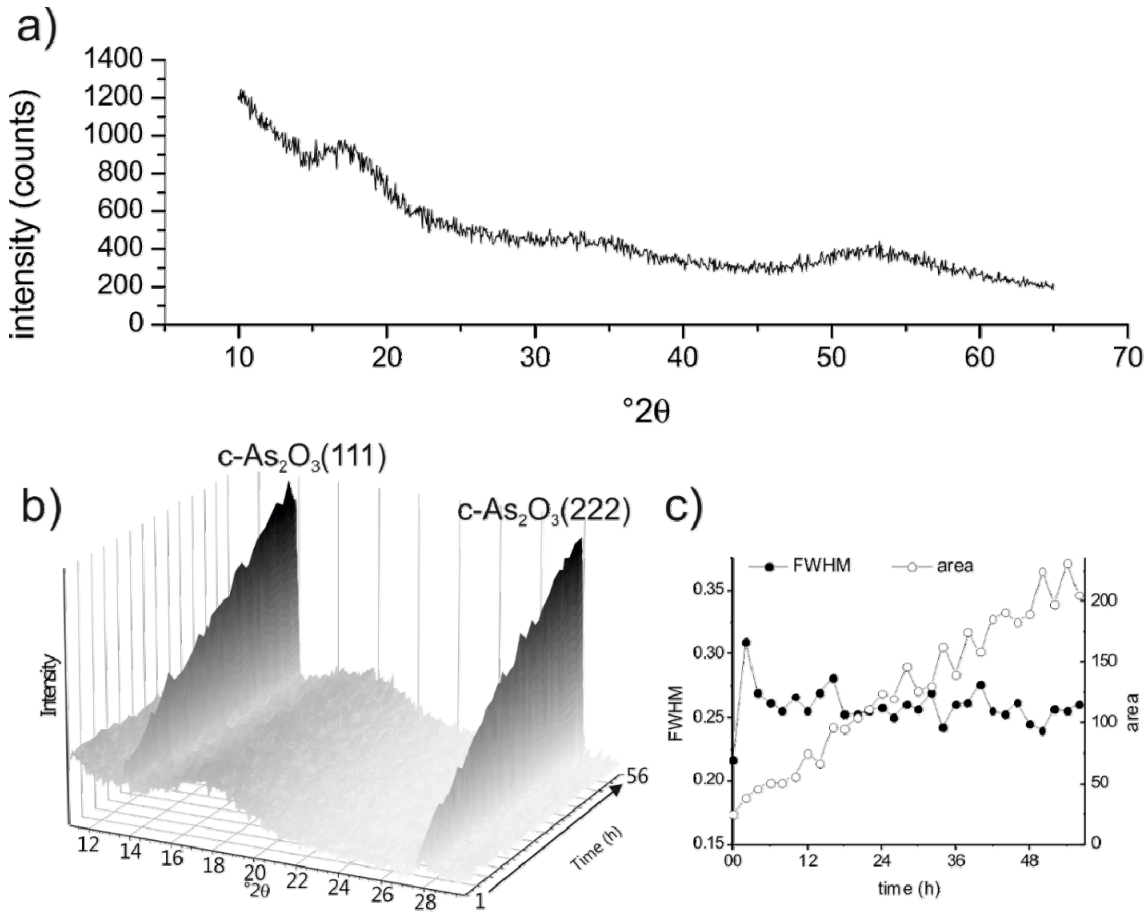 a)
1400
1200
1000
800
600
400
200
0
intensity (counts)
10 20 30 40 50 60 70
°2θ
b)
c-As₂O₃(111)
c-As₂O₃(222)
Intensity
12 14 16 18 20 22 24 26 28
°2θ
1
Time (h)
56
c)
FWHM area
0.35
0.30
0.25
0.20
0.15
FWHM
200
150
100
50
0
area
00 12 24 36 48
time (h)